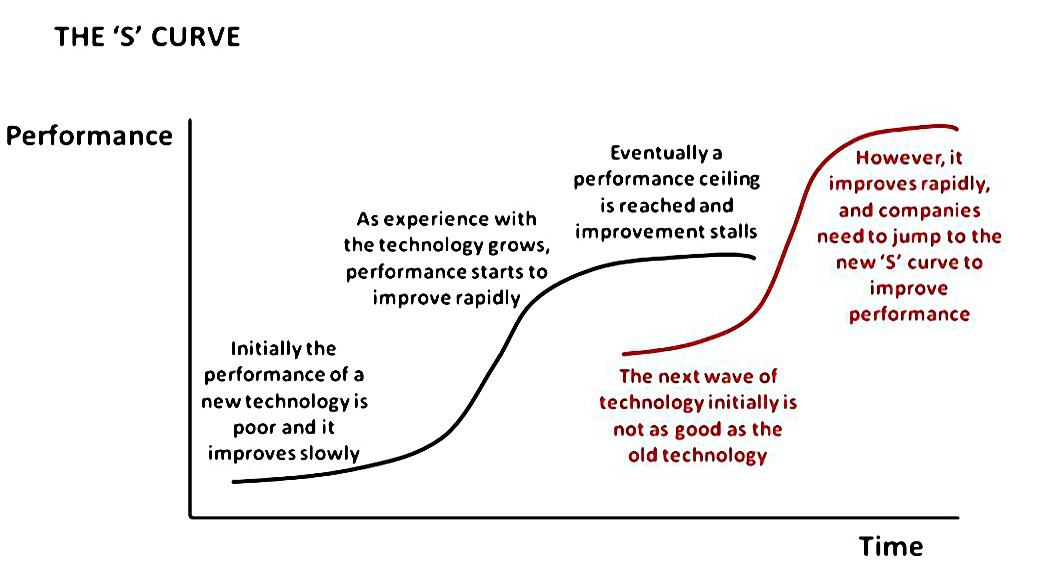 THE ‘S’ CURVE
Performance
Initially the
performance of a
new technology is
poor and it
improves slowly
As experience with
the technology grows,
performance starts to
improve rapidly
Eventually a
performance ceiling
is reached and
improvement stalls
The next wave of
technology initially is
not as good as the
old technology
However, it
improves rapidly,
and companies
need to jump to the
new ‘S’ curve to
improve
performance
Time